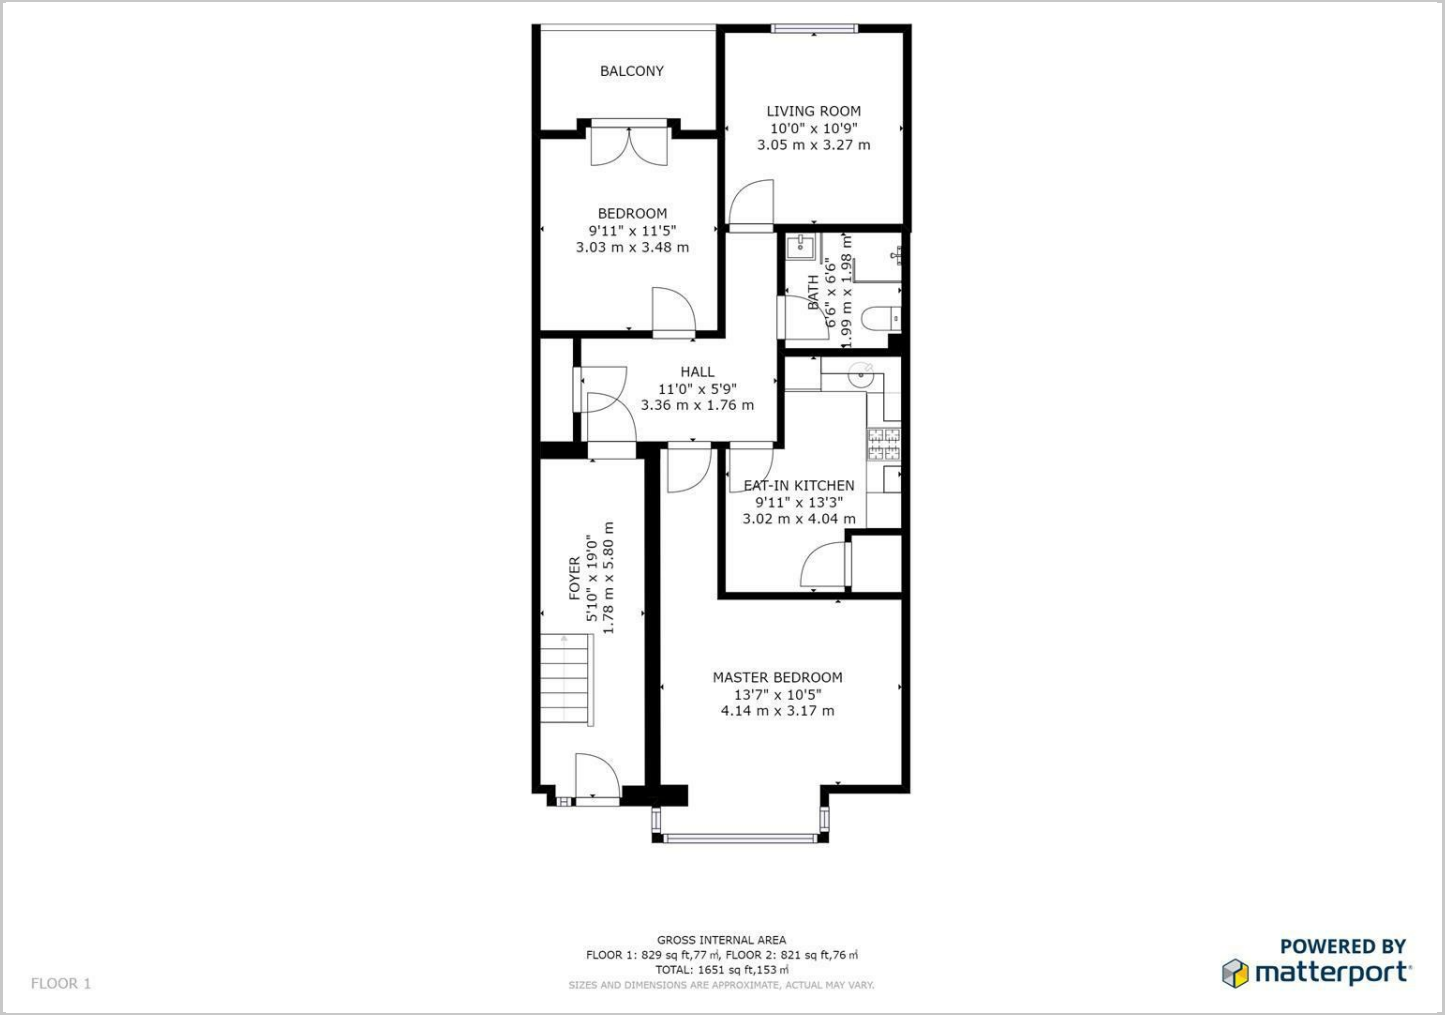 BALCONY
LIVING ROOM
10'0" x 10'9"
3.05 m x 3.27 m
BEDROOM
9'11" x 11'5"
3.03 m x 3.48 m
BATH
6'6" x 6'6"
1.99 m x 1.98 m
HALL
11'0" x 5'9"
3.36 m x 1.76 m
EAT-IN KITCHEN
9'11" x 13'3"
3.02 m x 4.04 m
FOYER
5'10" x 19'0"
1.78 m x 5.80 m
MASTER BEDROOM
13'7" x 10'5"
4.14 m x 3.17 m
GROSS INTERNAL AREA
FLOOR 1: 829 sq ft,77 ㎡, FLOOR 2: 821 sq ft,76 ㎡
TOTAL: 1651 sq ft,153 ㎡
SIZES AND DIMENSIONS ARE APPROXIMATE, ACTUAL MAY VARY.
FLOOR 1
POWERED BY
matterport